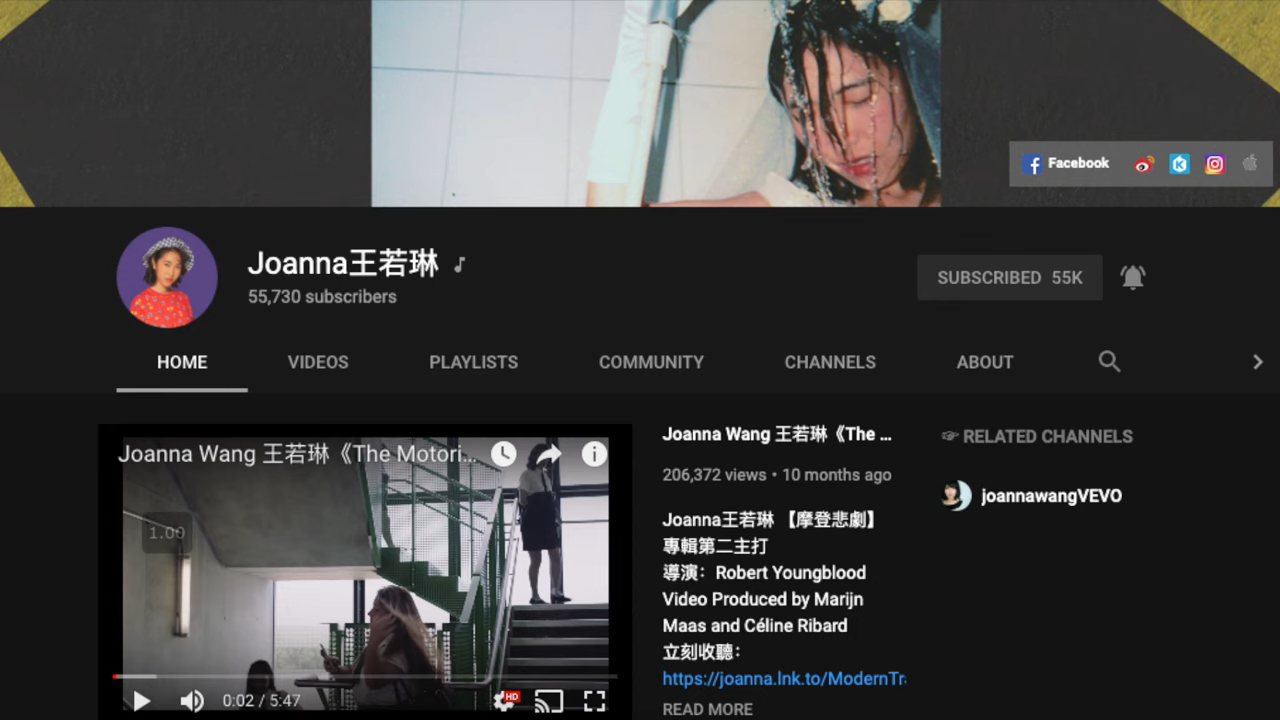 Facebook
Joanna王若琳
55,730 subscribers
SUBSCRIBED 55K
HOME VIDEOS PLAYLISTS COMMUNITY CHANNELS ABOUT
Joanna Wang 王若琳《The Motori...
1.00
0:02 / 5:47
HD
Joanna Wang 王若琳《The ...
206,372 views • 10 months ago
Joanna王若琳 【摩登悲劇】
專輯第二主打
導演：Robert Youngblood
Video Produced by Marijn
Maas and Céline Ribard
立刻收聽：
https://joanna.lnk.to/ModernTr
READ MORE
☞ RELATED CHANNELS
joannawangVEVO